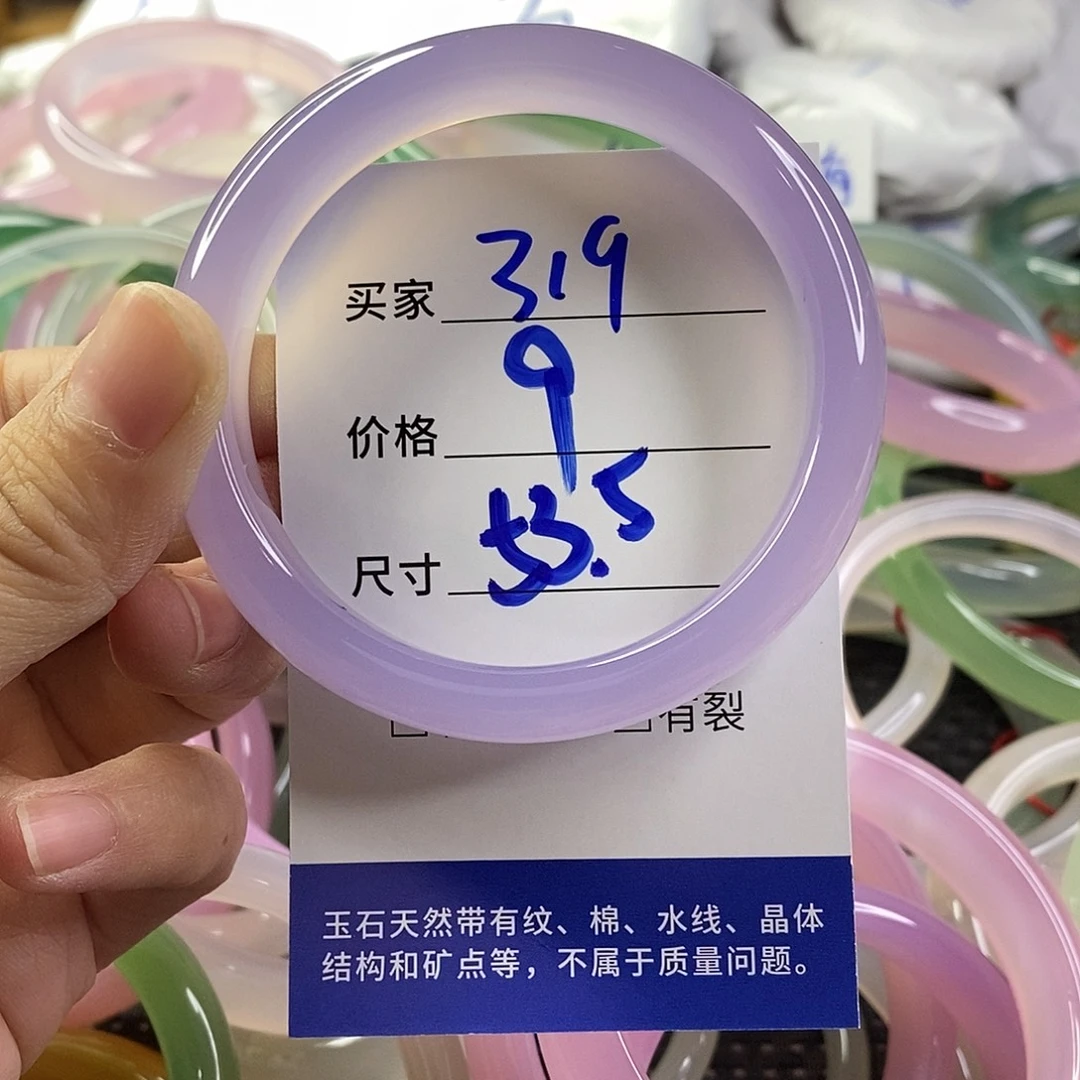 买家 319
价格 9
尺寸 53.5
有裂
玉石天然带有纹、棉、水线、晶体
结构和矿点等，不属于质量问题。